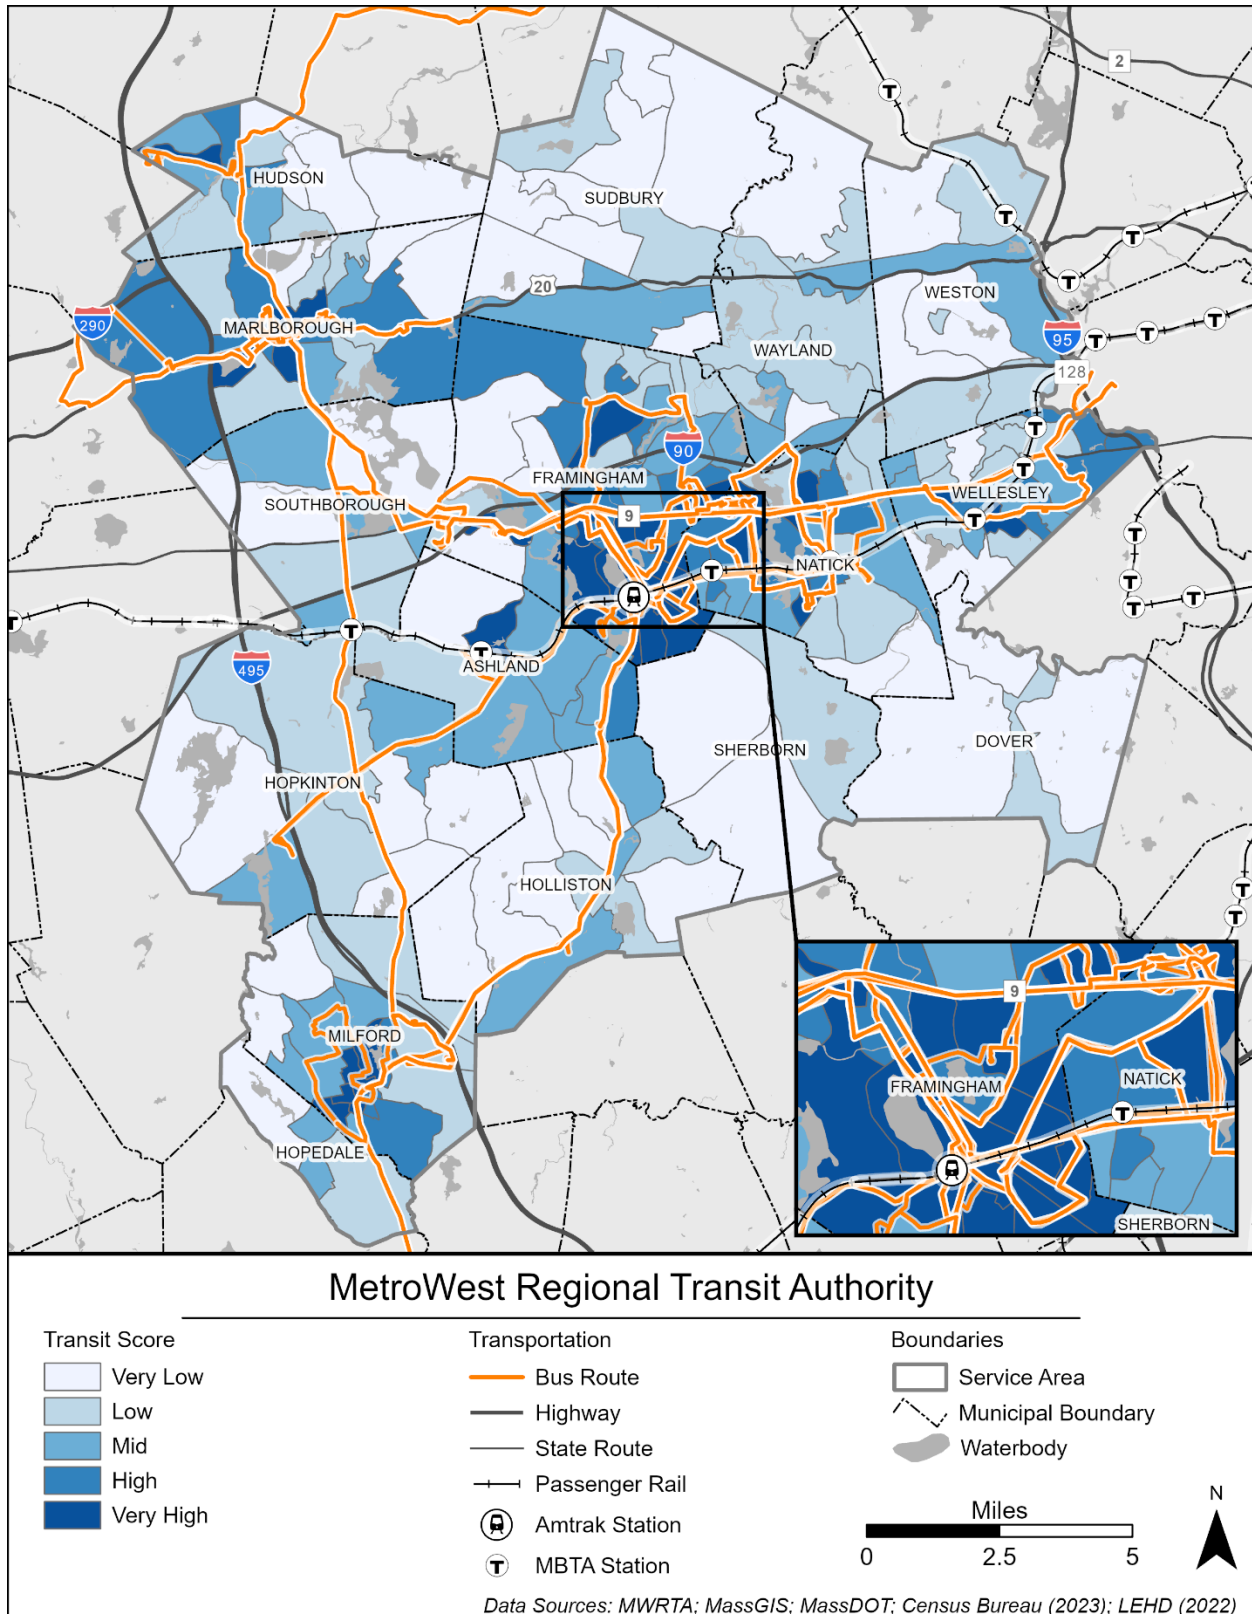 2
HUDSON
SUDBURY
20
WESTON
290
MARLBOROUGH
95
WAYLAND
128
90
FRAMINGHAM
WELLESLEY
SOUTHBOROUGH
9
NATICK
T
ASHLAND
495
SHERBORN
DOVER
HOPKINTON
HOLLISTON
MILFORD
HOPEDALE
9
FRAMINGHAM
NATICK
T
SHERBORN
MetroWest Regional Transit Authority
Transit Score
Very Low
Low
Mid
High
Very High
Transportation
Bus Route
Highway
State Route
Passenger Rail
Amtrak Station
T MBTA Station
Boundaries
Service Area
Municipal Boundary
Waterbody
Miles
0 2.5 5
N
Data Sources: MWRTA; MassGIS; MassDOT; Census Bureau (2023); LEHD (2022)